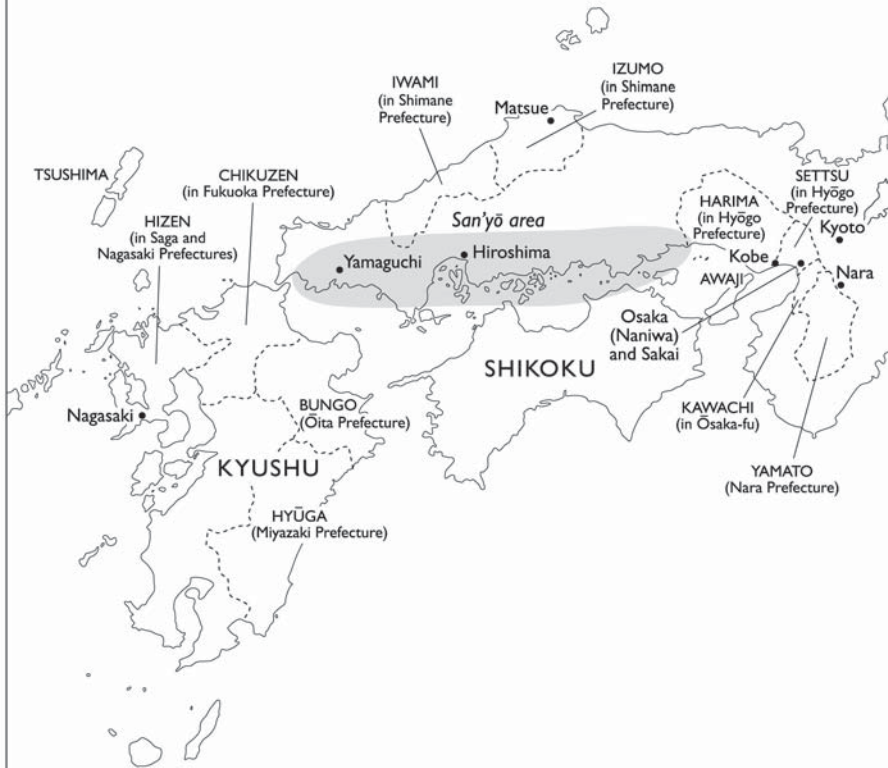 IWAMI
(in Shimane
Prefecture)
IZUMO
(in Shimane
Prefecture)
Matsue
TSUSHIMA
CHIKUZEN
(in Fukuoka Prefecture)
HIZEN
(in Saga and
Nagasaki Prefectures)
San'yō area
Yamaguchi
Hiroshima
HARIMA
(in Hyōgo
Prefecture)
SETTSU
(in Hyōgo
Prefecture)
Kyoto
Kobe
Nara
AWAJI
Osaka
(Naniwa)
and Sakai
SHIKOKU
Nagasaki
BUNGO
(Ōita Prefecture)
KAWACHI
(in Ōsaka-fu)
KYUSHU
YAMATO
(Nara Prefecture)
HYŪGA
(Miyazaki Prefecture)